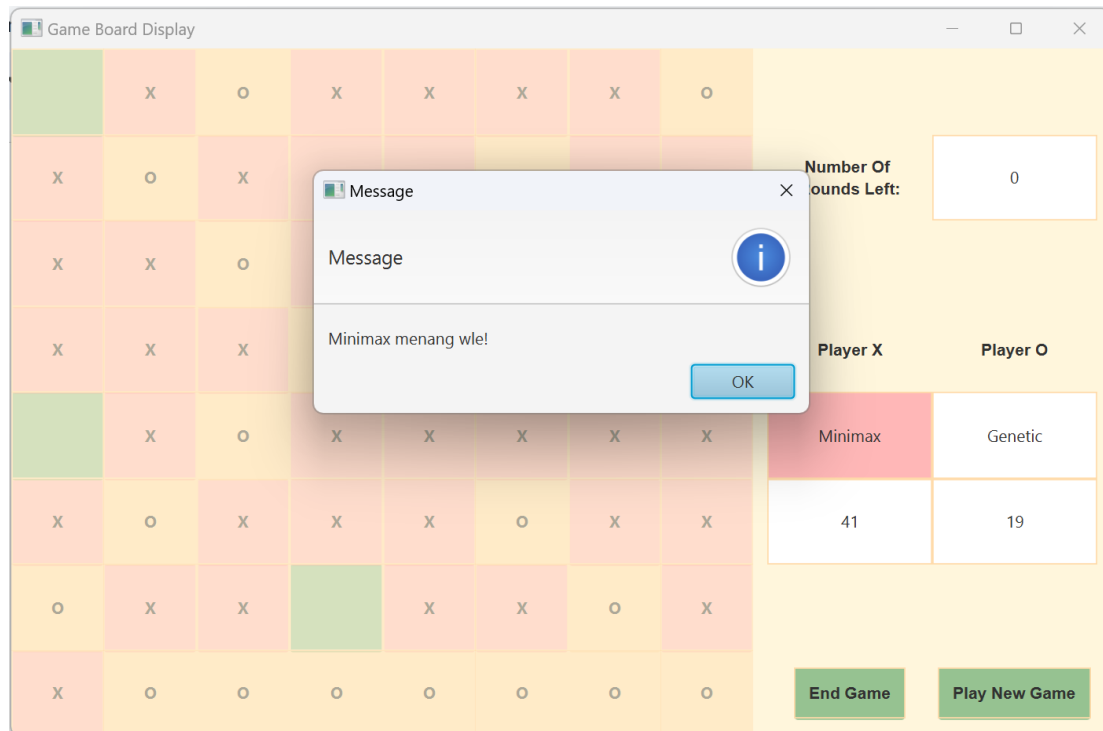 Game Board Display
X O X X X X O
X O X
Number Of
ounds Left:
0
Message
X X O
Message
X X X
Minimax menang wle!
OK
Player X Player O
X O X X X X X
Minimax Genetic
X O X X X O X X
41 19
O X X X X O X
X O O O O O O O
End Game Play New Game